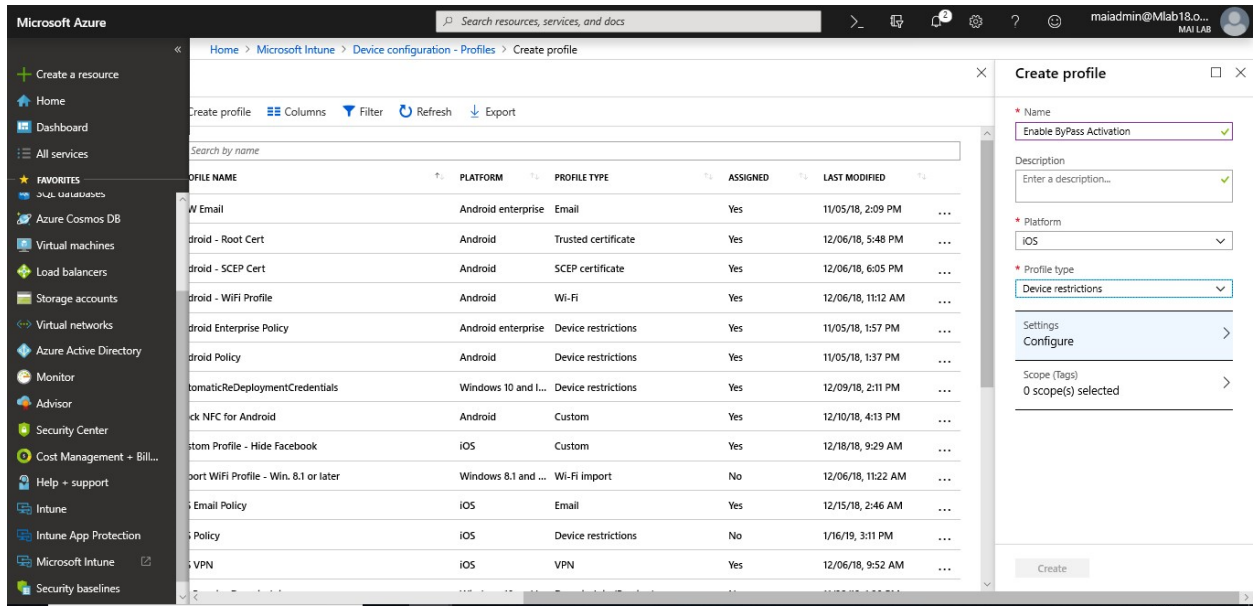 Microsoft Azure
Search resources, services, and docs
2
maiadmin@Mlab18.o...
MAI LAB
Home > Microsoft Intune > Device configuration - Profiles > Create profile
Create a resource
Home
Dashboard
All services
FAVORITES
SQL databases
Azure Cosmos DB
Virtual machines
Load balancers
Storage accounts
Virtual networks
Azure Active Directory
Monitor
Advisor
Security Center
Cost Management + Bill...
Help + support
Intune
Intune App Protection
Microsoft Intune
Security baselines
Create profile Columns Filter Refresh Export
Search by name
OFILE NAME PLATFORM PROFILE TYPE ASSIGNED LAST MODIFIED
W Email Android enterprise Email Yes 11/05/18, 2:09 PM ...
droid - Root Cert Android Trusted certificate Yes 12/06/18, 5:48 PM ...
droid - SCEP Cert Android SCEP certificate Yes 12/06/18, 6:05 PM ...
droid - WiFi Profile Android Wi-Fi Yes 12/06/18, 11:12 AM ...
droid Enterprise Policy Android enterprise Device restrictions Yes 11/05/18, 1:57 PM ...
droid Policy Android Device restrictions Yes 11/05/18, 1:37 PM ...
tomaticReDeploymentCredentials Windows 10 and l... Device restrictions Yes 12/09/18, 2:11 PM ...
ck NFC for Android Android Custom Yes 12/10/18, 4:13 PM ...
stom Profile - Hide Facebook iOS Custom Yes 12/18/18, 9:29 AM ...
port WiFi Profile - Win. 8.1 or later Windows 8.1 and ... Wi-Fi import No 12/06/18, 11:22 AM ...
S Email Policy iOS Email Yes 12/15/18, 2:46 AM ...
S Policy iOS Device restrictions No 1/16/19, 3:11 PM ...
S VPN iOS VPN Yes 12/06/18, 9:52 AM ...
Create profile
* Name
Enable ByPass Activation
Description
Enter a description...
* Platform
iOS
* Profile type
Device restrictions
Settings
Configure
Scope (Tags)
0 scope(s) selected
Create